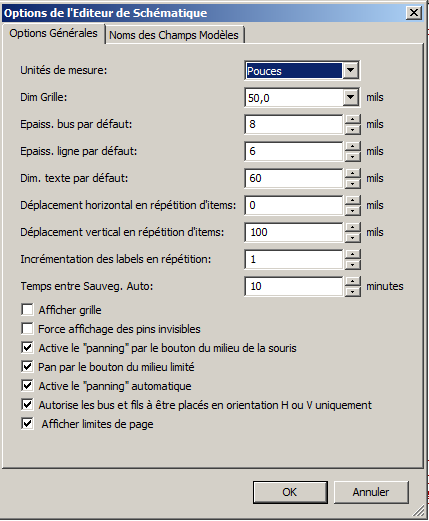 Options de l'Editeur de Schématique
Options Générales Noms des Champs Modèles
Unités de mesure: Pouces
Dim Grille: 50,0 mils
Epaiss. bus par défaut: 8 mils
Epaiss. ligne par défaut: 6 mils
Dim. texte par défaut: 60 mils
Déplacement horizontal en répétition d'items: 0 mils
Déplacement vertical en répétition d'items: 100 mils
Incrémentation des labels en répétition: 1
Temps entre Sauveg. Auto: 10 minutes
Afficher grille
Force affichage des pins invisibles
Active le "panning" par le bouton du milieu de la souris
Pan par le bouton du milieu limité
Active le "panning" automatique
Autorise les bus et fils à être placés en orientation H ou V uniquement
Afficher limites de page
OK Annuler